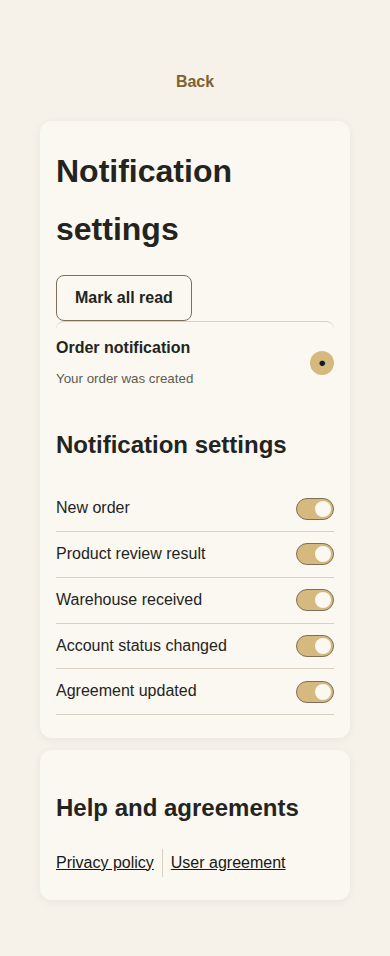 Back
Notification
settings
Mark all read
Order notification
Your order was created
Notification settings
New order
Product review result
Warehouse received
Account status changed
Agreement updated
Help and agreements
Privacy policy User agreement